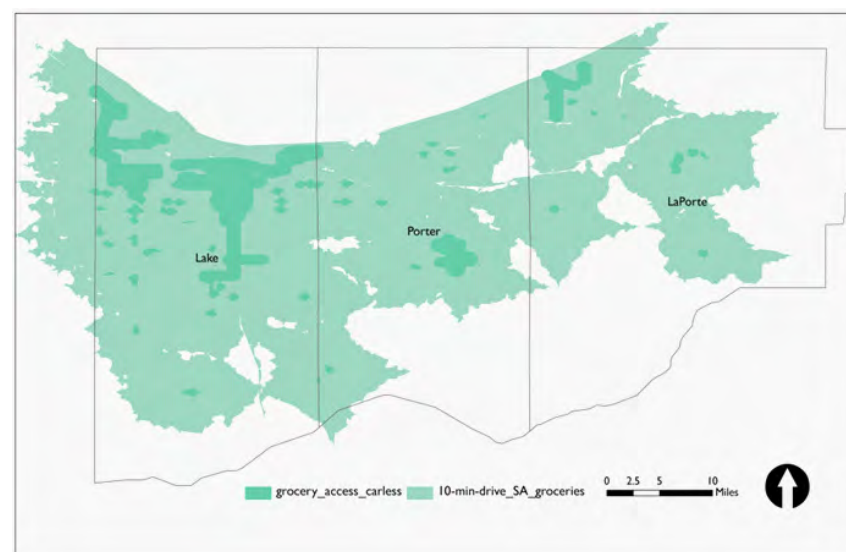 LaPorte
Porter
Lake
grocery_access_carless 10-min-drive_SA_groceries 0 2.5 5 10
Miles